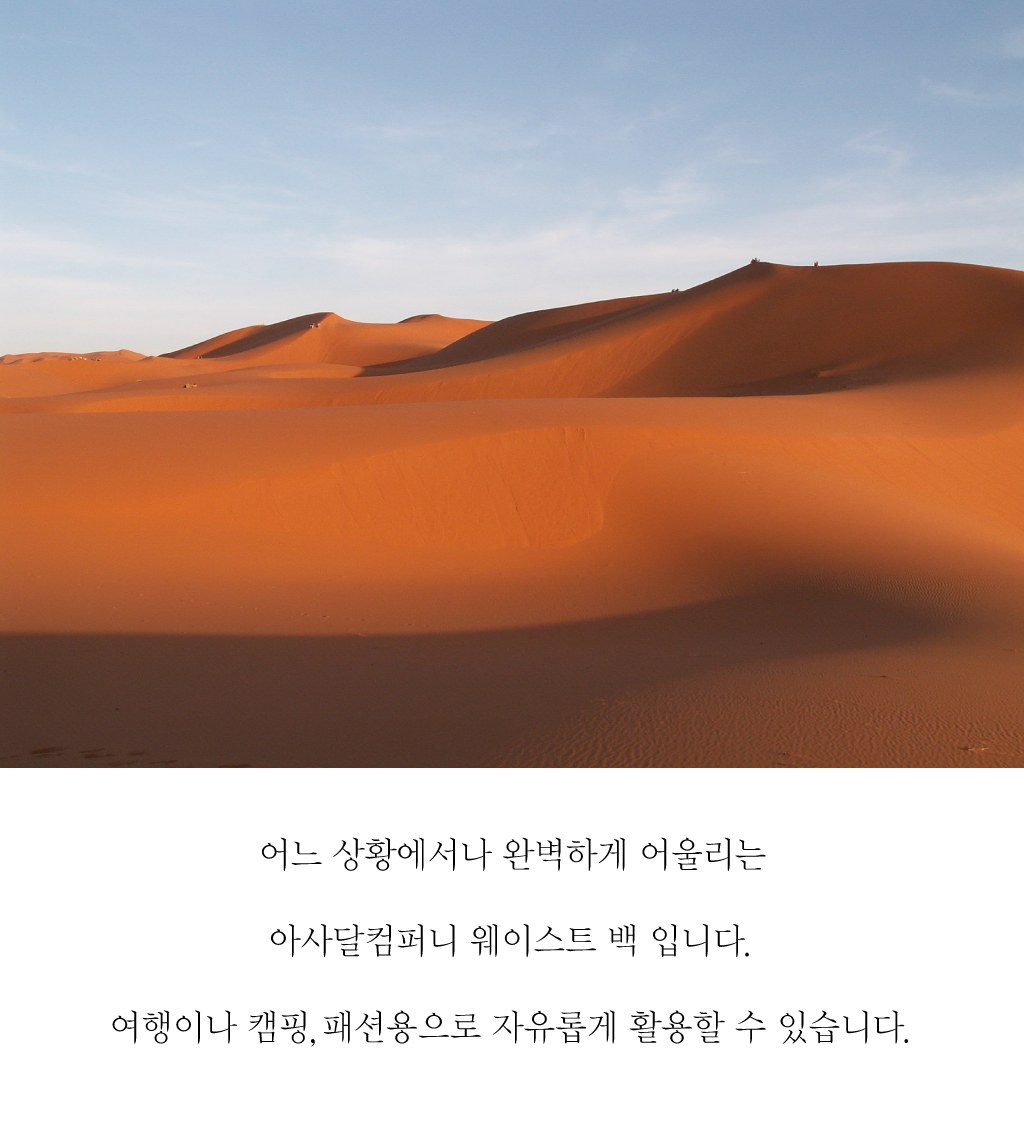 어느 상황에서나 완벽하게 어울리는
아사달컴퍼니 웨이스트 백 입니다.
여행이나 캠핑, 패션용으로 자유롭게 활용할 수 있습니다.